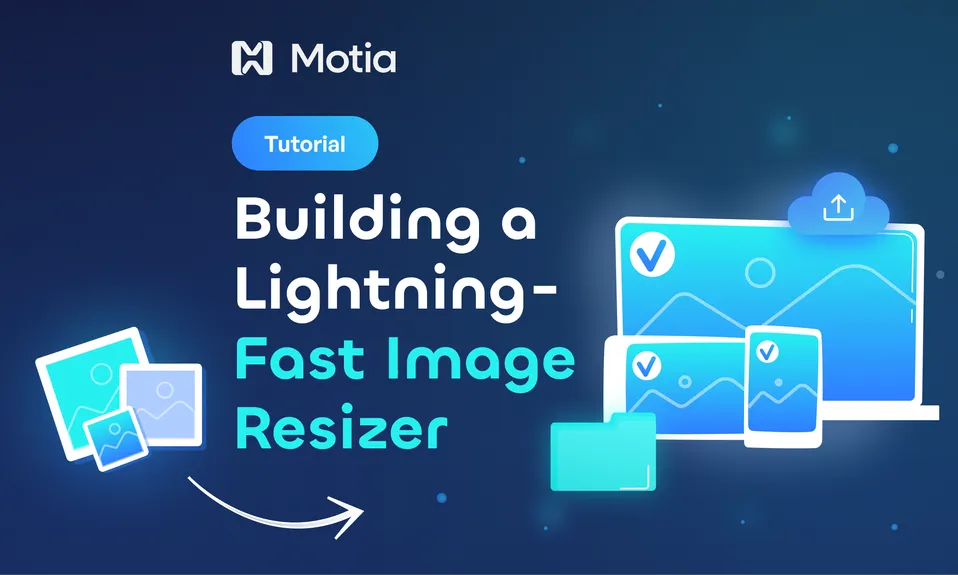 Motia
Tutorial
Building a
Lightning-
Fast Image
Resizer